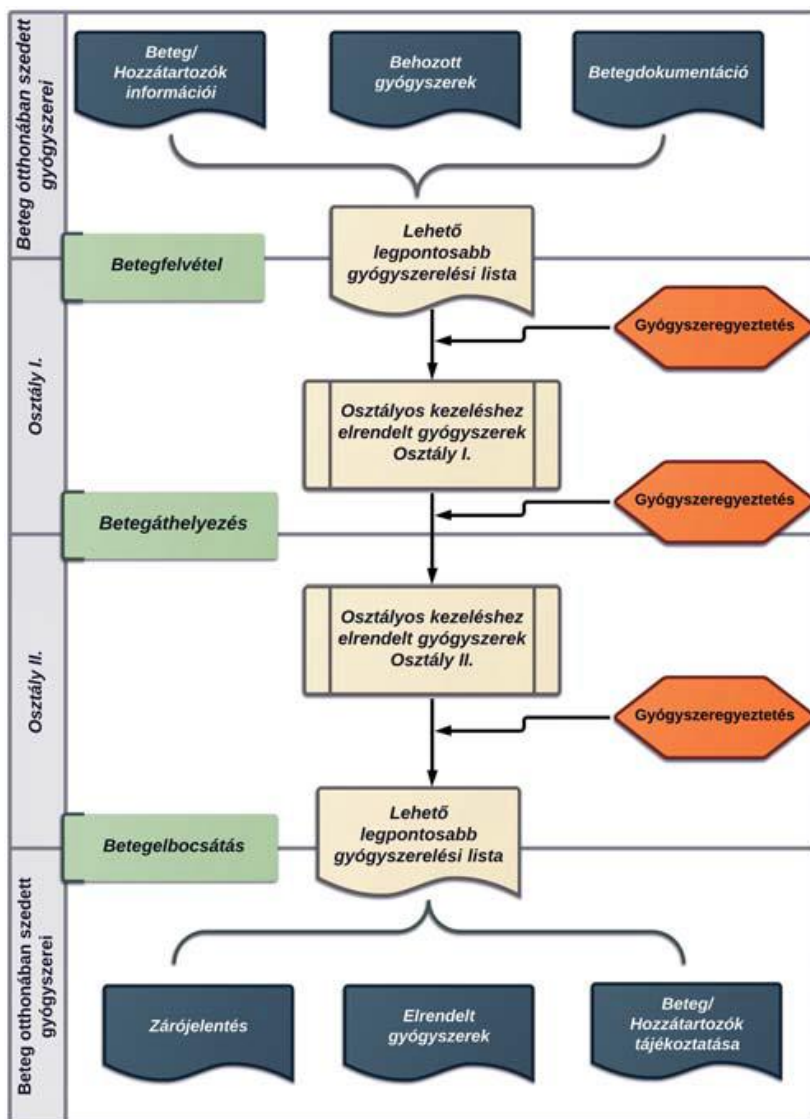 Beteg otthonában szedett
gyógyszerei
Beteg/
Hozzátartozók
információi
Behozott
gyógyszerek
Betegdokumentáció
Lehető
legpontosabb
gyógyszerelési lista
Betegfelvétel
Osztály I.
Gyógyszeregyeztetés
Osztályos kezeléshez
elrendelt gyógyszerek
Osztály I.
Betegáthelyezés
Gyógyszeregyeztetés
Osztály II.
Osztályos kezeléshez
elrendelt gyógyszerek
Osztály II.
Gyógyszeregyeztetés
Betegelbocsátás
Lehető
legpontosabb
gyógyszerelési lista
Beteg otthonában szedett
gyógyszerei
Zárójelentés
Elrendelt
gyógyszerek
Beteg/
Hozzátartozók
tájékoztatása